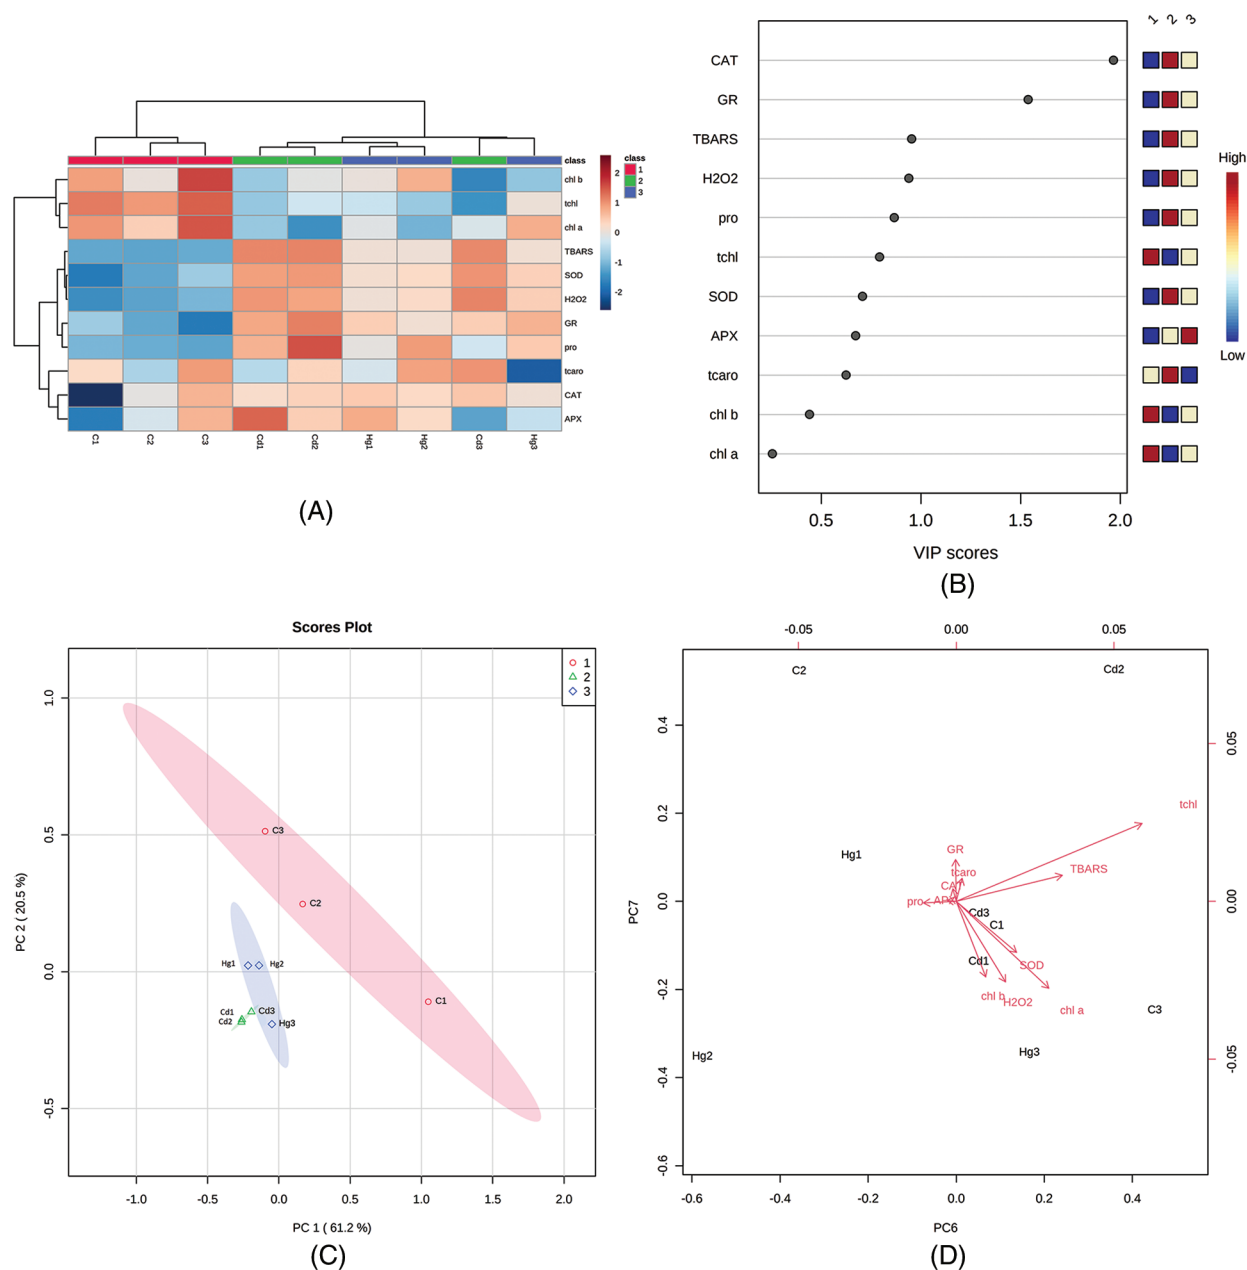 class
class
1
2
3
chl b
tchl
chl a
TBARS
SOD
H2O2
GR
pro
tcaro
CAT
APX
2
1
0
-1
-2
C1 C2 C3 Cd1 Cd2 Hg1 Hg2 Cd3 Hg3
(A)
1 2 3
CAT
GR
TBARS
H2O2
pro
tchl
SOD
APX
tcaro
chl b
chl a
High
Low
0.5 1.0 1.5 2.0
VIP scores
(B)
Scores Plot
1
2
3
PC 2 ( 20.5 %)
1.0
0.5
0.0
-0.5
C3
C2
C1
Hg1 Hg2
Cd1 Cd3
Cd2 Hg3
-1.0 -0.5 0.0 0.5 1.0 1.5 2.0
PC 1 ( 61.2 %)
(C)
-0.05 0.00 0.05
C2 Cd2
0.4
0.2
0.0
-0.2
-0.4
-0.6
PC7
0.05
0.00
-0.05
tchl
Hg1
GR
TBARS
tcaro
CAT
pro
APX
Cd3
C1
Cd1
SOD
chl b
H2O2
chl a
C3
Hg3
Hg2
-0.6 -0.4 -0.2 0.0 0.2 0.4
PC6
(D)